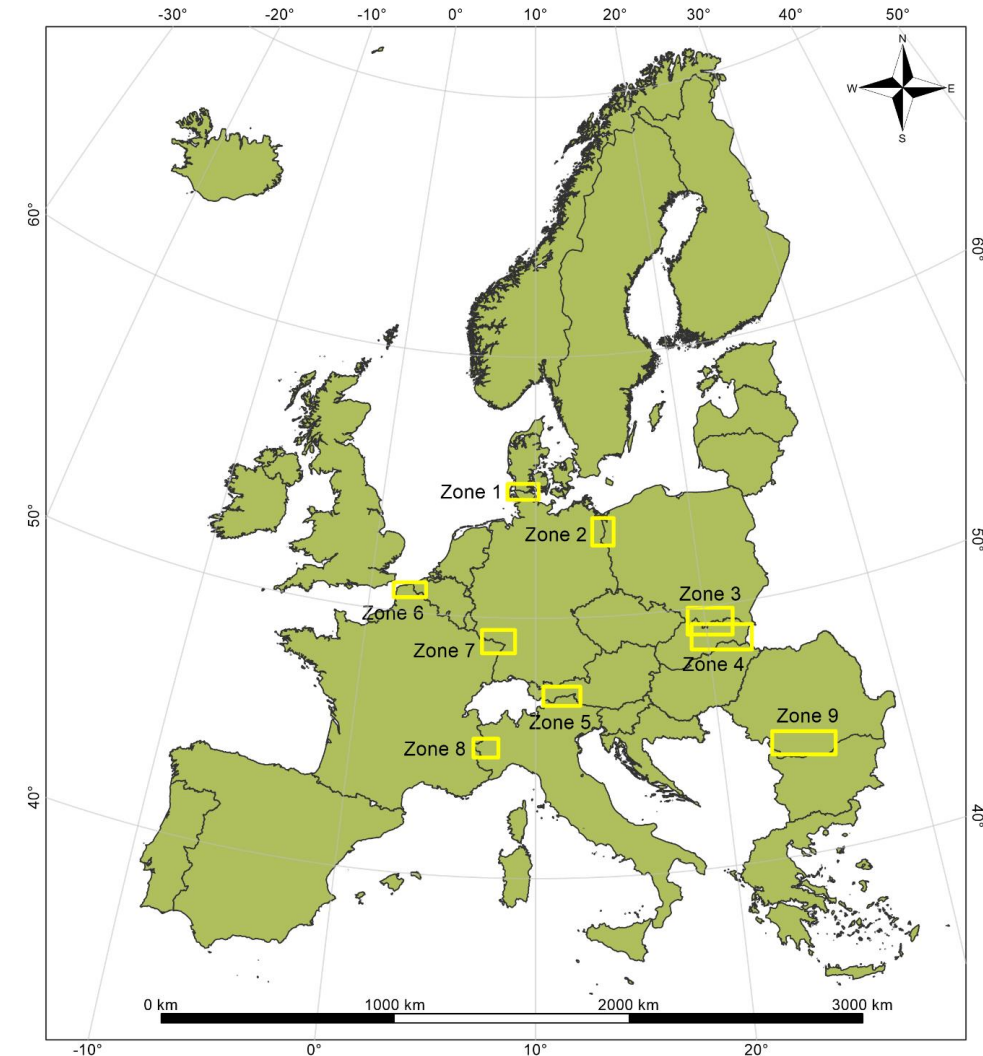 -30° -20° -10° 0° 10° 20° 30° 40° 50°
N
W E
S
60°
60°
Zone 1
50°
Zone 2
50°
Zone 3
Zone 6
Zone 7
Zone 4
Zone 5
Zone 9
Zone 8
40°
40°
0 km 1000 km 2000 km 3000 km
-10° 0° 10° 20°